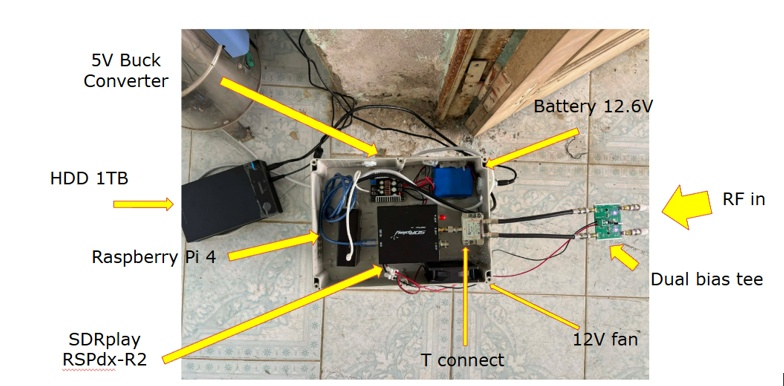 5V Buck
Converter
Battery 12.6V
HDD 1TB
RF in
Raspberry Pi 4
Dual bias tee
SDRplay
RSPdx-R2
T connect
12V fan
SDRplay